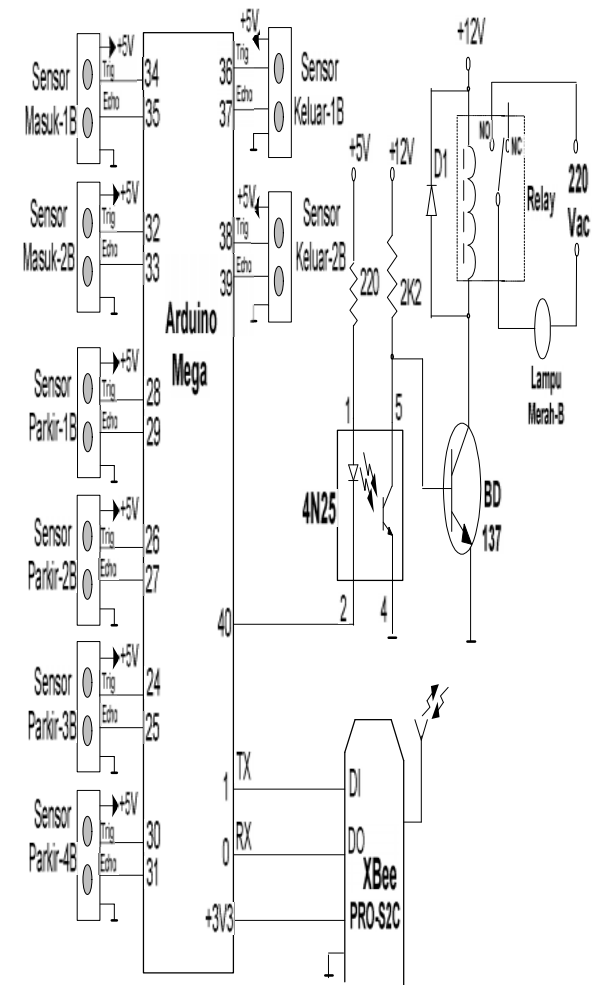 +5V
Sensor
Masuk-1B
Trig
34
Echo
35
+5V
Sensor
Masuk-2B
Trig
32
Echo
33
+5V
Sensor
Parkir-1B
Trig
28
Echo
29
+5V
Sensor
Parkir-2B
Trig
26
Echo
27
+5V
Sensor
Parkir-3B
Trig
24
Echo
25
+5V
Sensor
Parkir-4B
Trig
30
Echo
31
Arduino
Mega
+5V
Trig
36
Echo
37
Sensor
Keluar-1B
+5V
Trig
38
Echo
39
Sensor
Keluar-2B
40
TX
1
RX
0
+3V3
+5V
+12V
220
2K2
1
5
4N25
2
4
+12V
D1
NO
NC
Relay
220
Vac
Lampu
Merah-B
BD
137
DI
DO
XBee
PRO-S2C